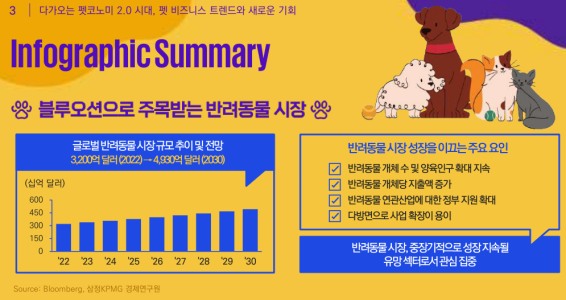 3 | 다가오는 펫코노미 2.0 시대, 펫 비즈니스 트렌드와 새로운 기회
Infographic Summary
블루오션으로 주목받는 반려동물 시장
글로벌 반려동물 시장 규모 추이 및 전망
3,200억 달러 (2022) → 4,930억 달러 (2030)
(십억 달러)
600
450
300
150
0
'22 '23 '24 '25 '26 '27 '28 '29 '30
반려동물 시장 성장을 이끄는 주요 요인
반려동물 개체 수 및 양육인구 확대 지속
반려동물 개체당 지출액 증가
반려동물 연관산업에 대한 정부 지원 확대
다방면으로 사업 확장이 용이
반려동물 시장, 중장기적으로 성장 지속될
유망 섹터로서 관심 집중
Source: Bloomberg, 삼정KPMG 경제연구원